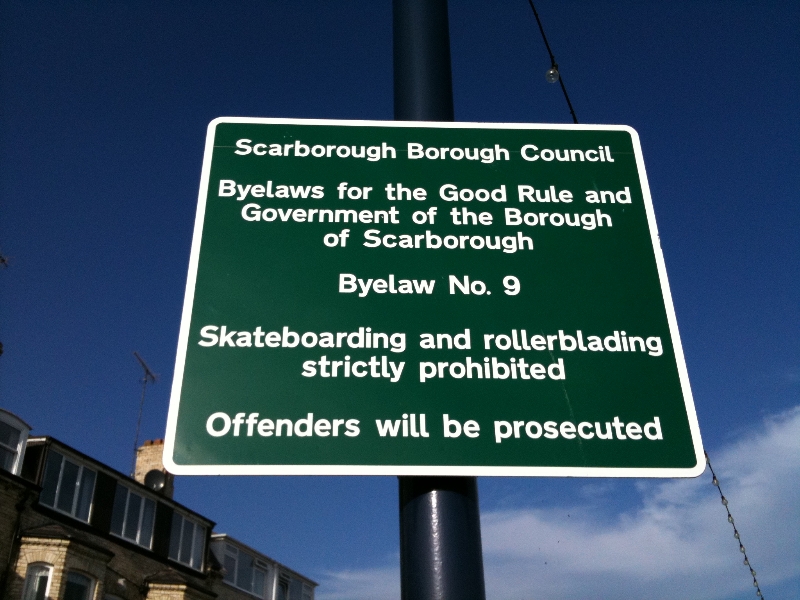 Scarborough Borough Council
Byelaws for the Good Rule and
Government of the Borough
of Scarborough
Byelaw No. 9
Skateboarding and rollerblading
strictly prohibited
Offenders will be prosecuted